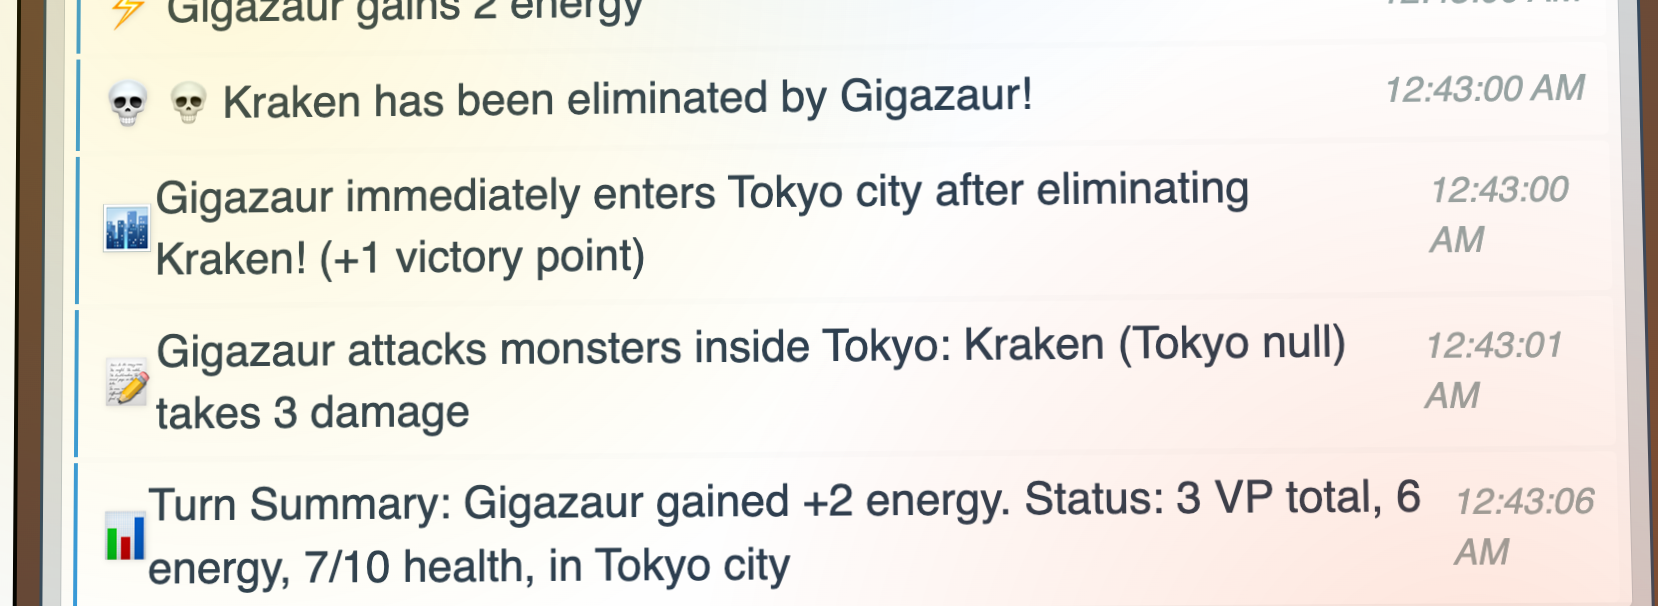 Gigazaur gains 2 energy
💀 💀 Kraken has been eliminated by Gigazaur!
12:43:00 AM
Gigazaur immediately enters Tokyo city after eliminating
Kraken! (+1 victory point)
12:43:00
AM
Gigazaur attacks monsters inside Tokyo: Kraken (Tokyo null)
takes 3 damage
12:43:01
AM
Turn Summary: Gigazaur gained +2 energy. Status: 3 VP total, 6
energy, 7/10 health, in Tokyo city
12:43:06
AM